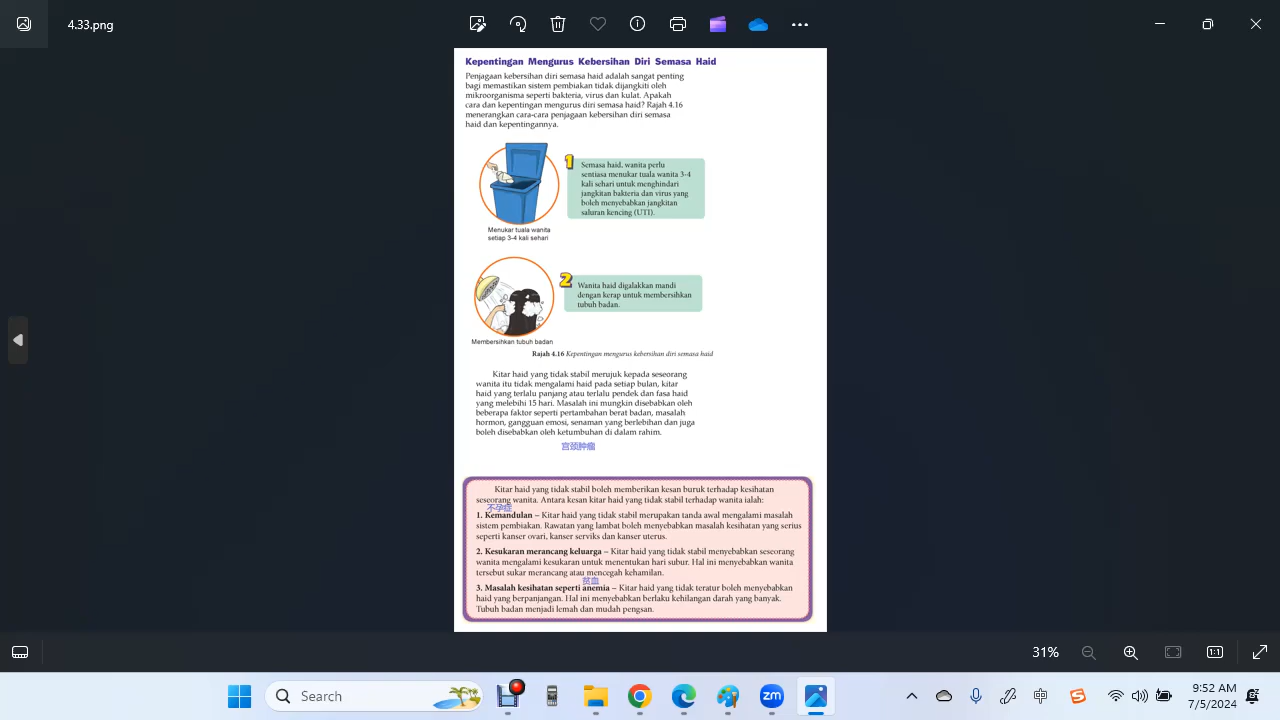 4.33.png
Kepentingan Mengurus Kebersihan Diri Semasa Haid
Penjagaan kebersihan diri semasa haid adalah sangat penting
bagi memastikan sistem pembiakan tidak dijangkiti oleh
mikroorganisma seperti bakteria, virus dan kulat. Apakah
cara dan kepentingan mengurus diri semasa haid? Rajah 4.16
menerangkan cara-cara penjagaan kebersihan diri semasa
haid dan kepentingannya.
1
Semasa haid, wanita perlu
sentiasa menukar tuala wanita 3-4
kali sehari untuk menghindari
jangkitan bakteria dan virus yang
boleh menyebabkan jangkitan
saluran kencing (UTI).
Menukar tuala wanita
setiap 3-4 kali sehari
2
Wanita haid digalakkan mandi
dengan kerap untuk membersihkan
tubuh badan.
Membersihkan tubuh badan
Rajah 4.16 Kepentingan mengurus kebersihan diri semasa haid
Kitar haid yang tidak stabil merujuk kepada seseorang
wanita itu tidak mengalami haid pada setiap bulan, kitar
haid yang terlalu panjang atau terlalu pendek dan fasa haid
yang melebihi 15 hari. Masalah ini mungkin disebabkan oleh
beberapa faktor seperti pertambahan berat badan, masalah
hormon, gangguan emosi, senaman yang berlebihan dan juga
boleh disebabkan oleh ketumbuhan di dalam rahim.
宫颈肿瘤
Kitar haid yang tidak stabil boleh memberikan kesan buruk terhadap kesihatan
seseorang wanita. Antara kesan kitar haid yang tidak stabil terhadap wanita ialah:
不孕症
1. Kemandulan – Kitar haid yang tidak stabil merupakan tanda awal mengalami masalah
sistem pembiakan. Rawatan yang lambat boleh menyebabkan masalah kesihatan yang serius
seperti kanser ovari, kanser serviks dan kanser uterus.
2. Kesukaran merancang keluarga – Kitar haid yang tidak stabil menyebabkan seseorang
wanita mengalami kesukaran untuk menentukan hari subur. Hal ini menyebabkan wanita
tersebut sukar merancang atau mencegah kehamilan.
贫血
3. Masalah kesihatan seperti anemia – Kitar haid yang tidak teratur boleh menyebabkan
haid yang berpanjangan. Hal ini menyebabkan berlaku kehilangan darah yang banyak.
Tubuh badan menjadi lemah dan mudah pengsan.
31%
1:1
Search
zm